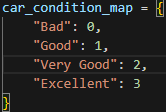 car_condition_map = {
    "Bad": 0,
    "Good": 1,
    "Very Good": 2,
    "Excellent": 3
}